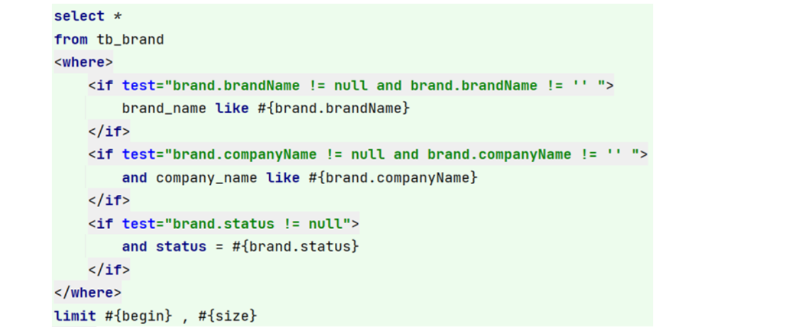 select *
from tb_brand
<where>
    <if test="brand.brandName != null and brand.brandName != '' ">
        brand_name like #{brand.brandName}
    </if>
    <if test="brand.companyName != null and brand.companyName != '' ">
        and company_name like #{brand.companyName}
    </if>
    <if test="brand.status != null">
        and status = #{brand.status}
    </if>
</where>
limit #{begin} , #{size}